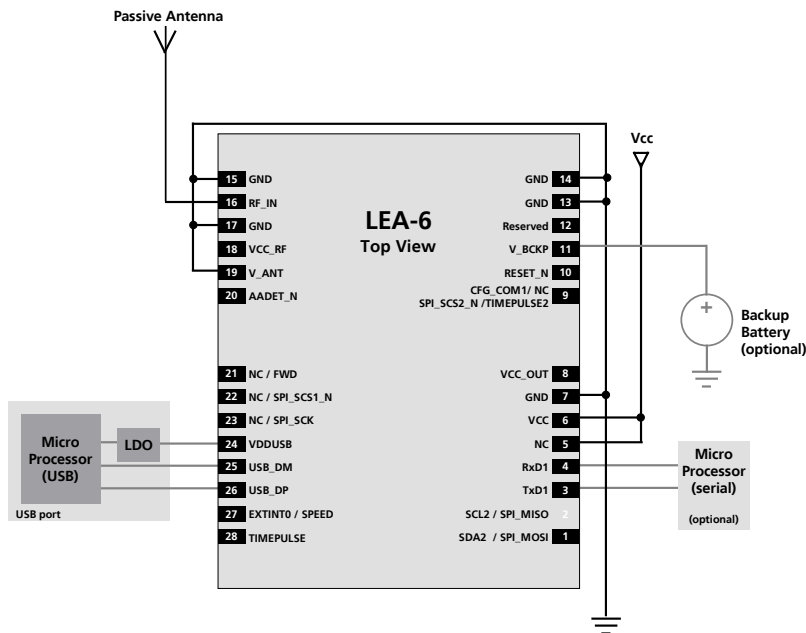 Passive Antenna
Vcc
LEA-6
Top View
15 GND
16 RF_IN
17 GND
18 VCC_RF
19 V_ANT
20 AADET_N
21 NC / FWD
22 NC / SPI_SCS1_N
23 NC / SPI_SCK
24 VDDUSB
25 USB_DM
26 USB_DP
27 EXTINT0 / SPEED
28 TIMEPULSE
GND 14
GND 13
Reserved 12
V_BCKP 11
RESET_N 10
CFG_COM1/ NC
SPI_SCS2_N /TIMEPULSE2 9
VCC_OUT 8
GND 7
VCC 6
NC 5
RxD1 4
TxD1 3
SCL2 / SPI_MISO 2
SDA2 / SPI_MOSI 1
+
Backup
Battery
(optional)
Micro
Processor
(USB)
LDO
USB port
Micro
Processor
(serial)
(optional)